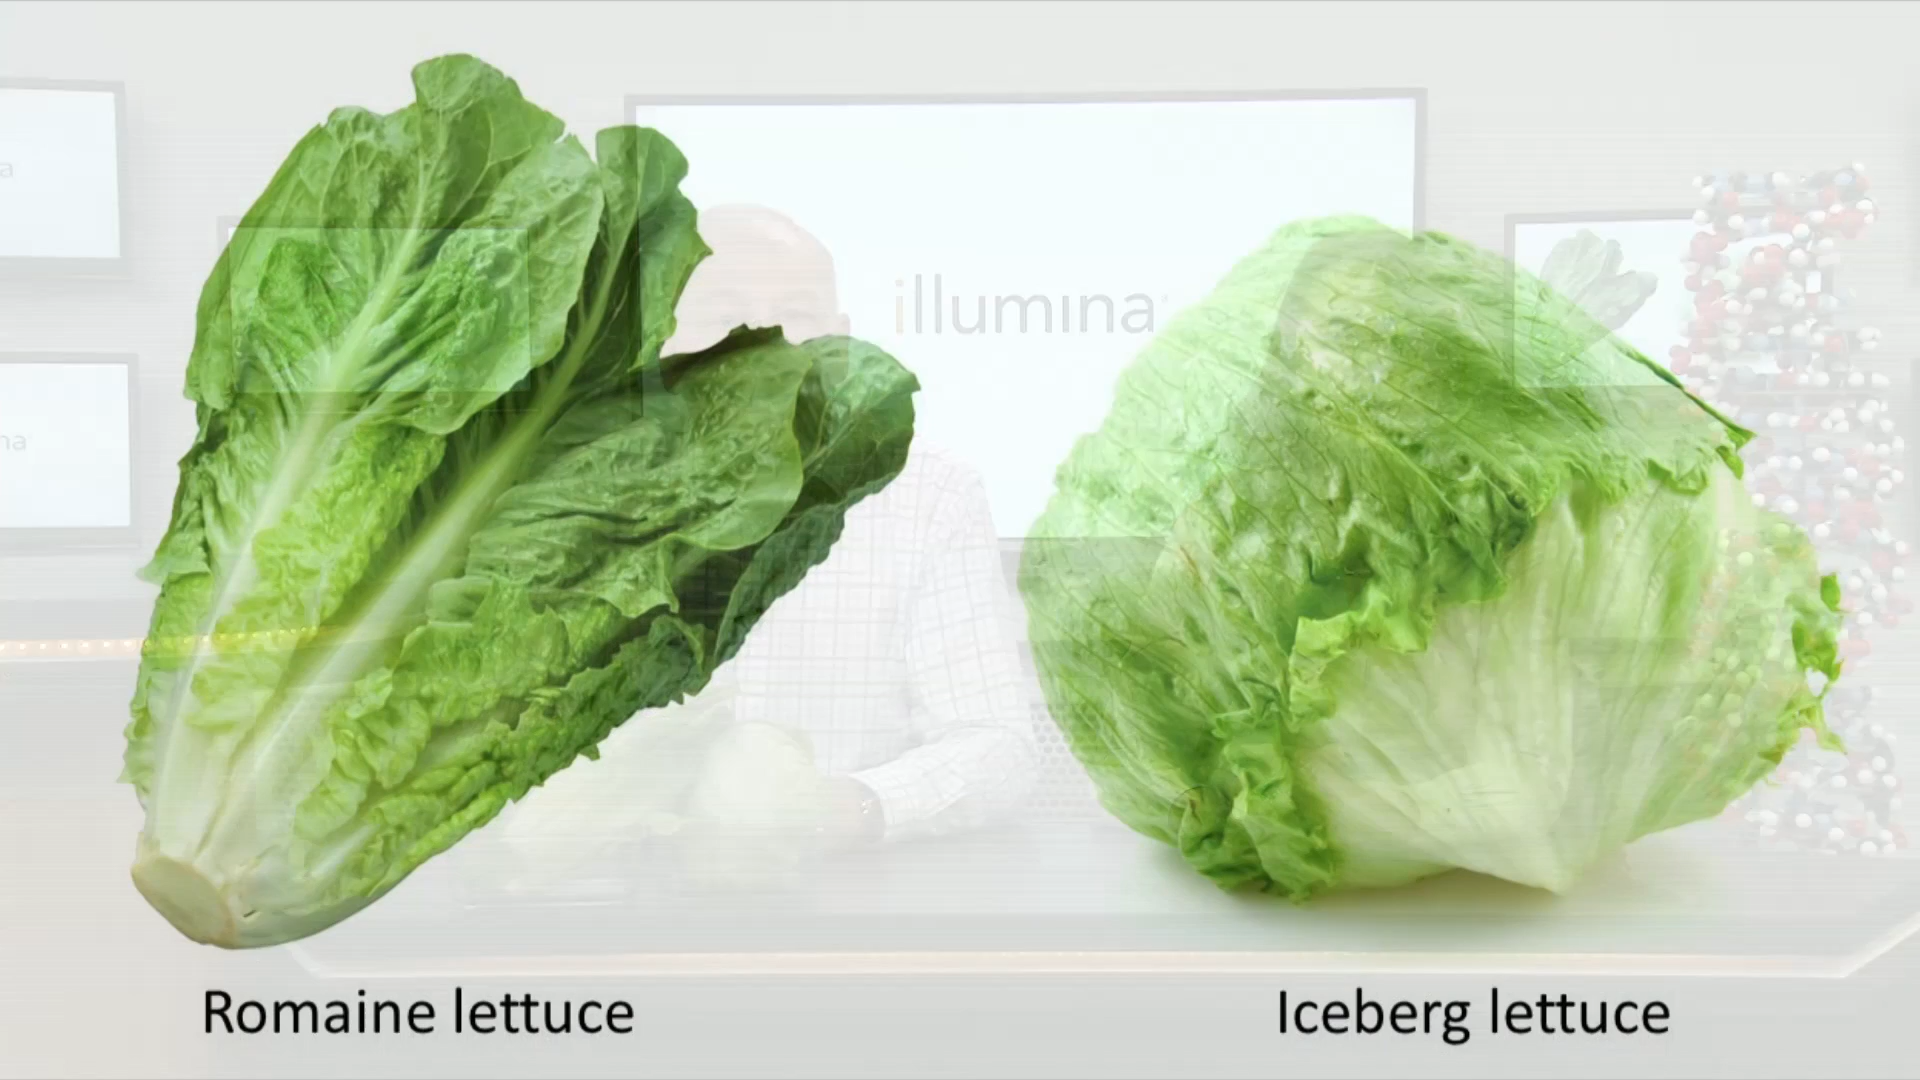 illumina
Romaine lettuce
Iceberg lettuce